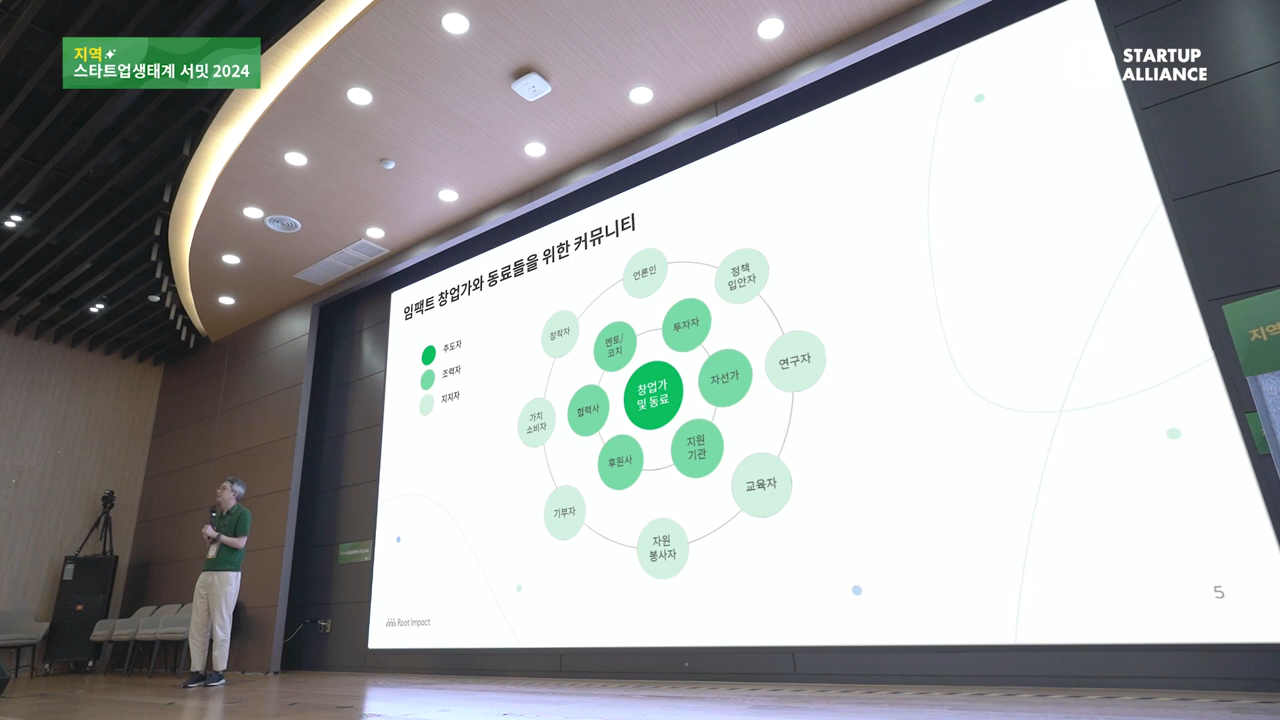 지역
스타트업생태계 서밋 2024
STARTUP
ALLIANCE
임팩트 창업가와 동료들을 위한 커뮤니티
주도자
조력자
지지자
언론인
정책
입안자
창작자
멘토/
코치
투자자
연구자
자선가
창업가
및 동료
가치
소비자
협력사
후원사
지원
기관
교육자
기부자
자원
봉사자
Root Impact
5
지역